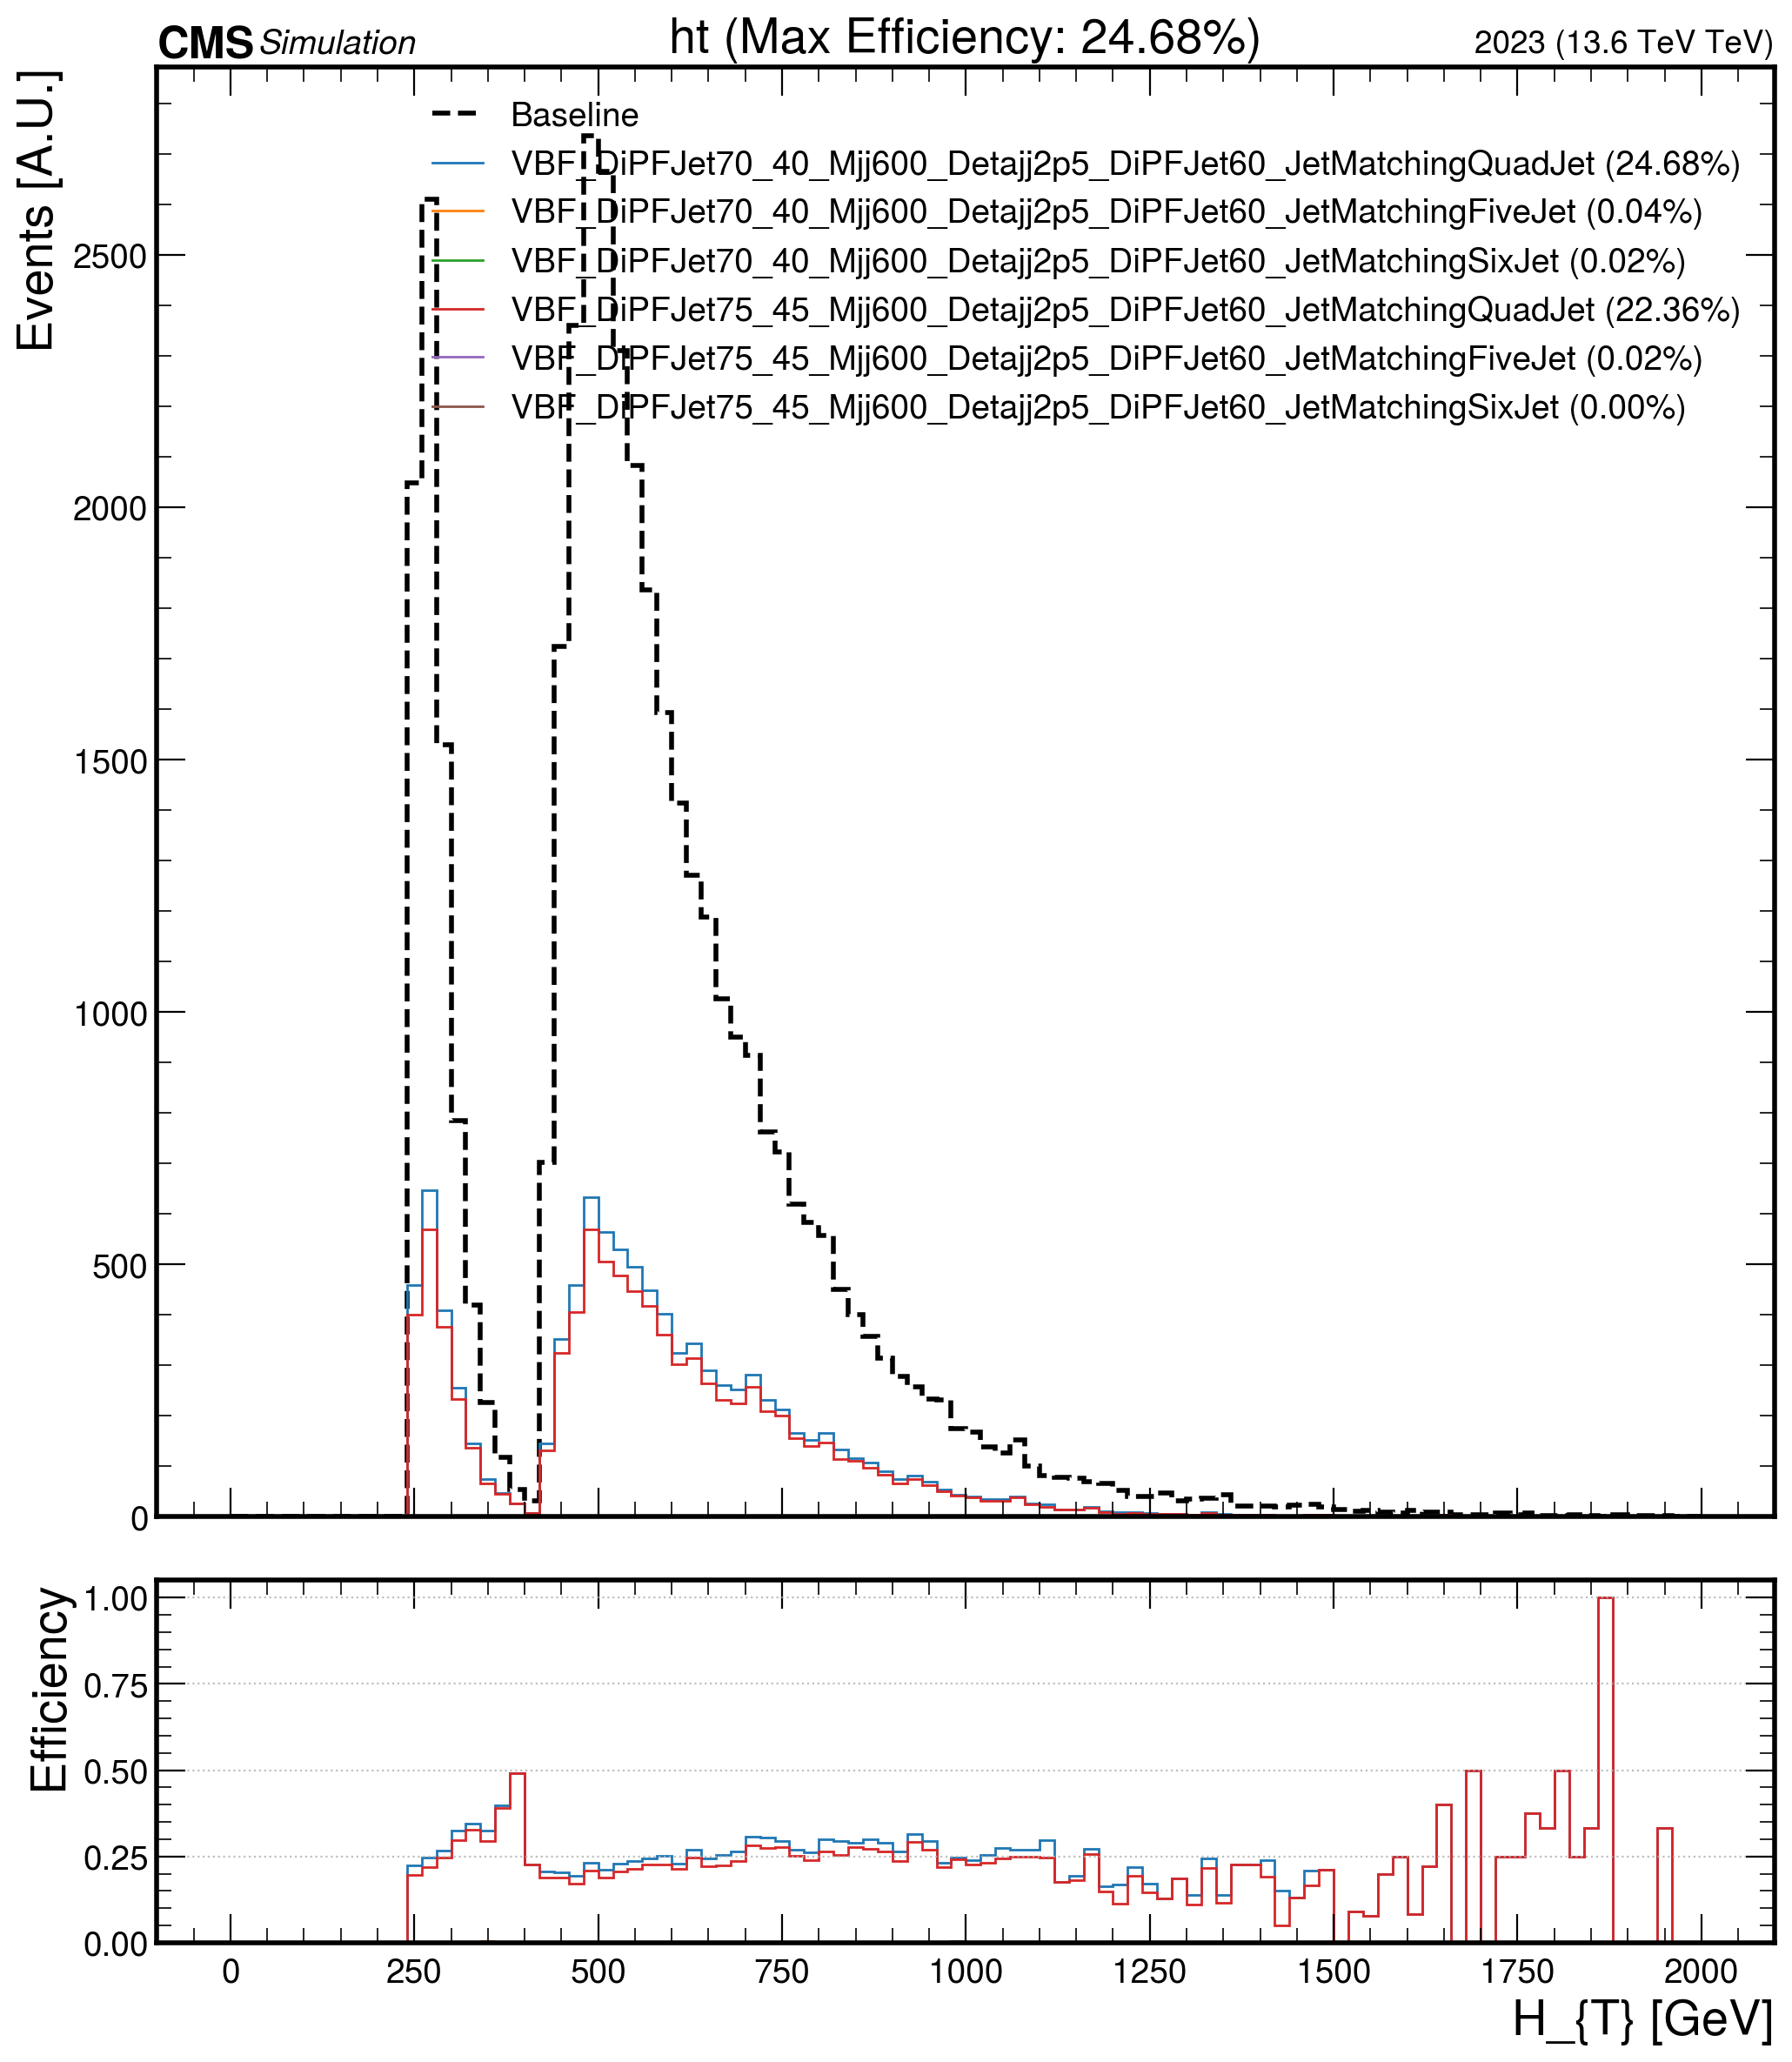 CMS Simulation
ht (Max Efficiency: 24.68%)
2023 (13.6 TeV TeV)
Events [A.U.]
Baseline
VBF_DiPFJet70_40_Mjj600_Detajj2p5_DiPFJet60_JetMatchingQuadJet (24.68%)
VBF_DiPFJet70_40_Mjj600_Detajj2p5_DiPFJet60_JetMatchingFiveJet (0.04%)
VBF_DiPFJet70_40_Mjj600_Detajj2p5_DiPFJet60_JetMatchingSixJet (0.02%)
VBF_DiPFJet75_45_Mjj600_Detajj2p5_DiPFJet60_JetMatchingQuadJet (22.36%)
VBF_DiPFJet75_45_Mjj600_Detajj2p5_DiPFJet60_JetMatchingFiveJet (0.02%)
VBF_DiPFJet75_45_Mjj600_Detajj2p5_DiPFJet60_JetMatchingSixJet (0.00%)
2500
2000
1500
1000
500
0
Efficiency
1.00
0.75
0.50
0.25
0.00
0 250 500 750 1000 1250 1500 1750 2000
H_{T} [GeV]